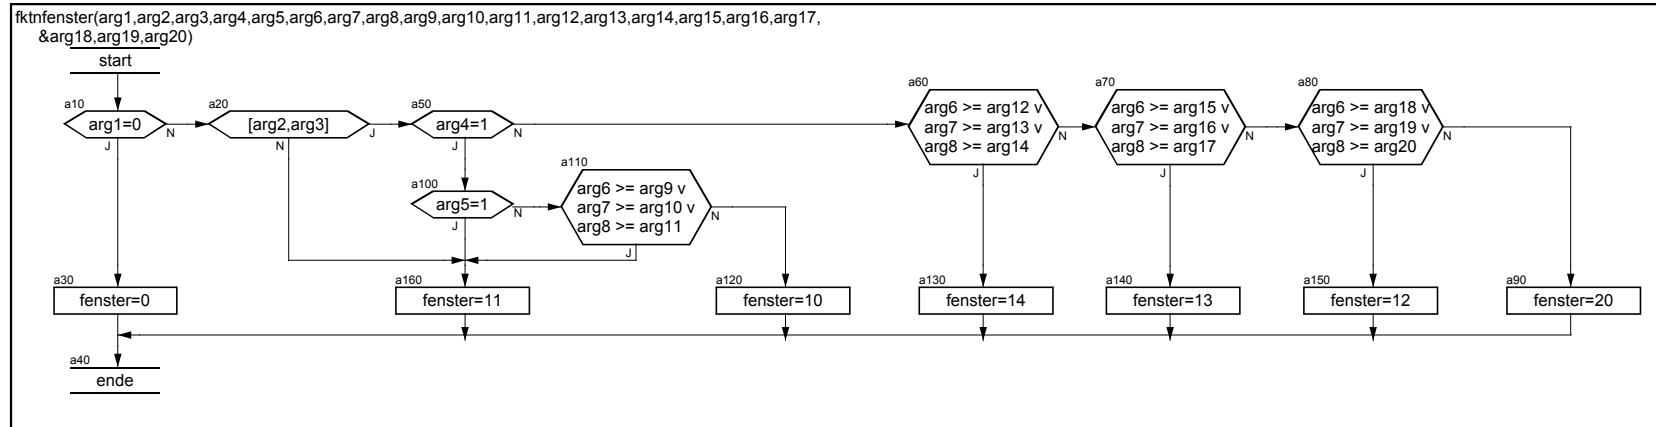 fktnfenster(arg1,arg2,arg3,arg4,arg5,arg6,arg7,arg8,arg9,arg10,arg11,arg12,arg13,arg14,arg15,arg16,arg17,
&arg18,arg19,arg20)
start
a10
arg1=0
N
J
a20
[arg2,arg3]
J
N
a50
arg4=1
N
J
a60
arg6 >= arg12 v
arg7 >= arg13 v
arg8 >= arg14
N
J
a70
arg6 >= arg15 v
arg7 >= arg16 v
arg8 >= arg17
N
J
a80
arg6 >= arg18 v
arg7 >= arg19 v
arg8 >= arg20
N
J
a100
arg5=1
N
J
a110
arg6 >= arg9 v
arg7 >= arg10 v
arg8 >= arg11
N
J
a30
fenster=0
a160
fenster=11
a120
fenster=10
a130
fenster=14
a140
fenster=13
a150
fenster=12
a90
fenster=20
a40
ende